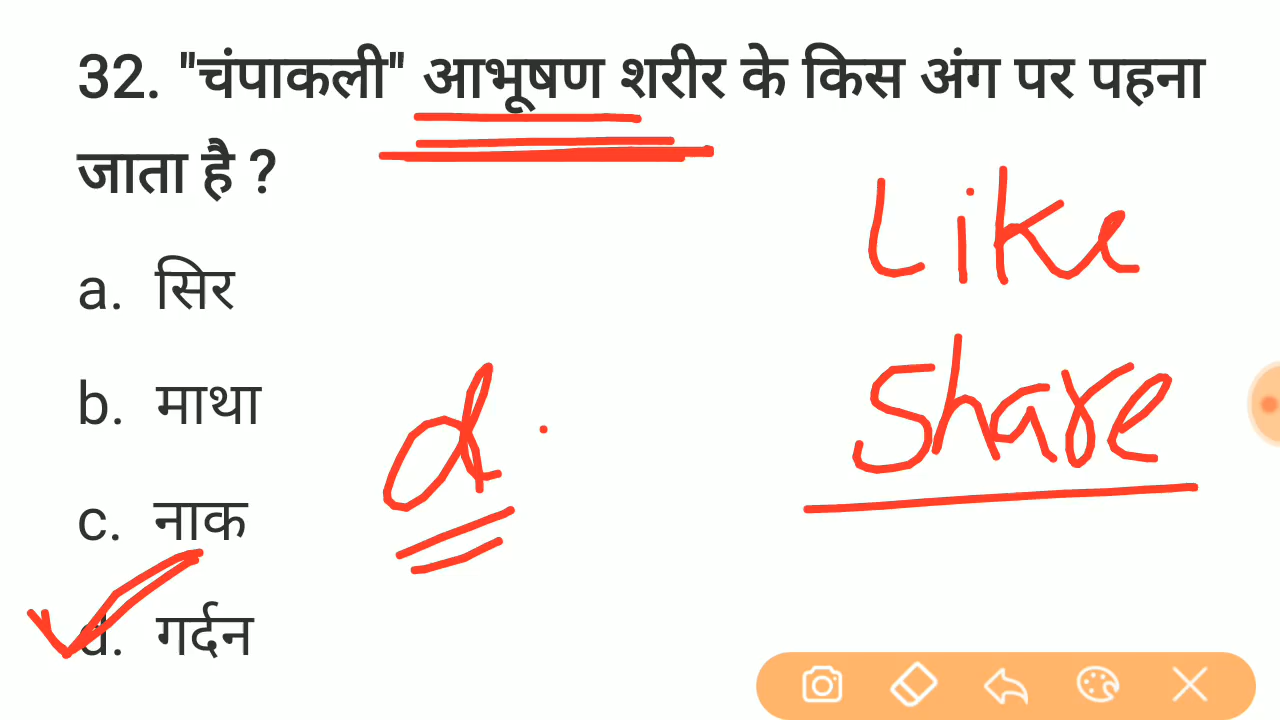 32. "चंपाकली" आभूषण शरीर के किस अंग पर पहना
जाता है ?
Like
a. सिर
Share
b. माथा
d
c. नाक
d. गर्दन